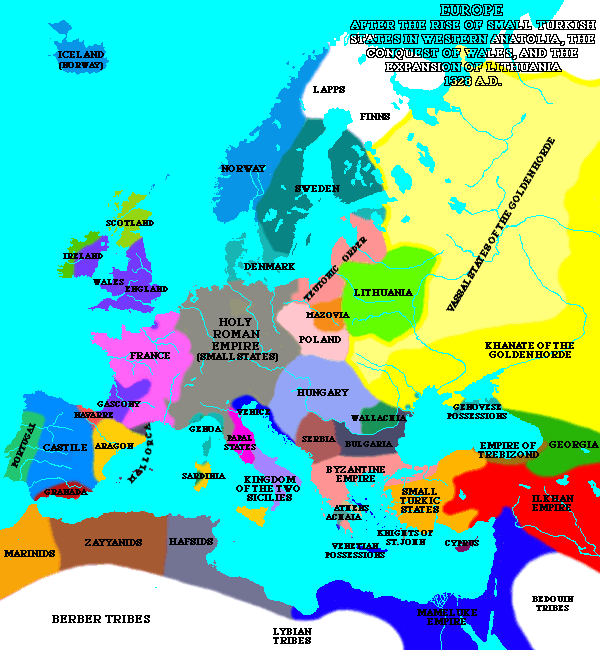 EUROPE
AFTER THE RISE OF SMALL TURKISH
STATES IN WESTERN ANATOLIA, THE
CONQUEST OF WALES, AND THE
EXPANSION OF LITHUANIA
1328 A.D.
ICELAND
(NORWAY)
LAPPS
FINNS
NORWAY
SWEDEN
SCOTLAND
IRELAND
WALES
ENGLAND
DENMARK
TEUTONIC ORDER
LITHUANIA
VASSAL STATES OF THE GOLDEN HORDE
MAZOVIA
POLAND
HOLY
ROMAN
EMPIRE
(SMALL STATES)
KHANATE OF THE
GOLDEN HORDE
FRANCE
HUNGARY
GASCONY
NAVARRE
VENICE
WALLACHIA
GENOVESE
POSSESSIONS
PORTUGAL
CASTILE
ARAGON
MALLORCA
GENOA
PAPAL
STATES
SERBIA
BULGARIA
EMPIRE OF
TREBIZOND
GEORGIA
GRANADA
SARDINIA
KINGDOM
OF THE TWO
SICILIES
BYZANTINE
EMPIRE
SMALL
TURKIC
STATES
ILKHAN
EMPIRE
ATHENS
ACHAIA
KNIGHTS OF
ST. JOHN
CYPRUS
VENETIAN
POSSESSIONS
MARINIDS
ZAYYANIDS
HAFSIDS
BERBER TRIBES
LYBIAN
TRIBES
MAMELUKE
EMPIRE
BEDOUIN
TRIBES